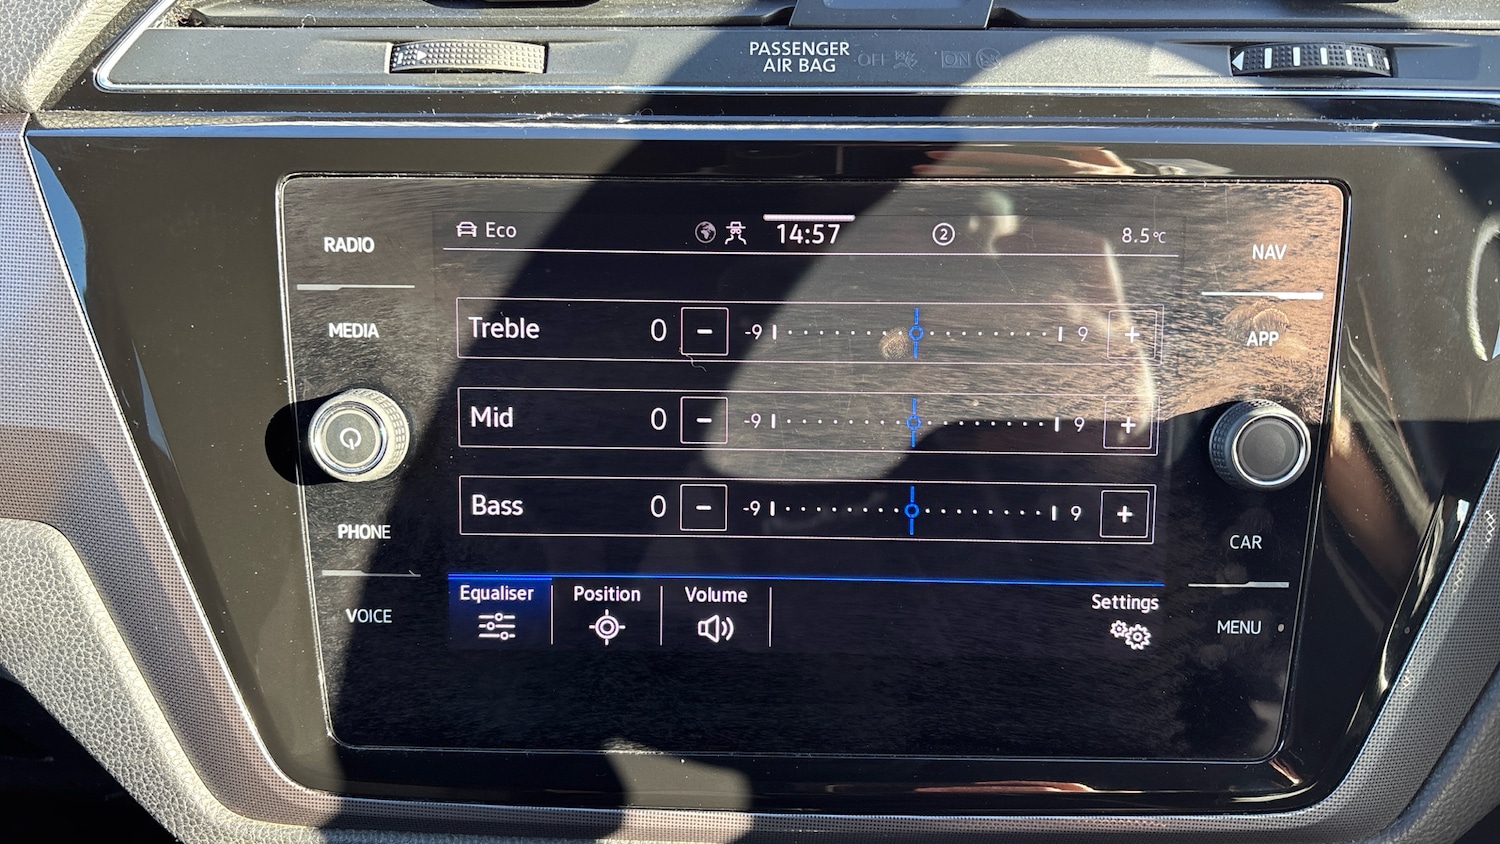 PASSENGER
AIR BAG
OFF
ON
RADIO
MEDIA
PHONE
VOICE
Eco
14:57
2
8.5°C
Treble 0 - -9 9 +
Mid 0 - -9 9 +
Bass 0 - -9 9 +
Equaliser
Position
Volume
Settings
NAV
APP
CAR
MENU